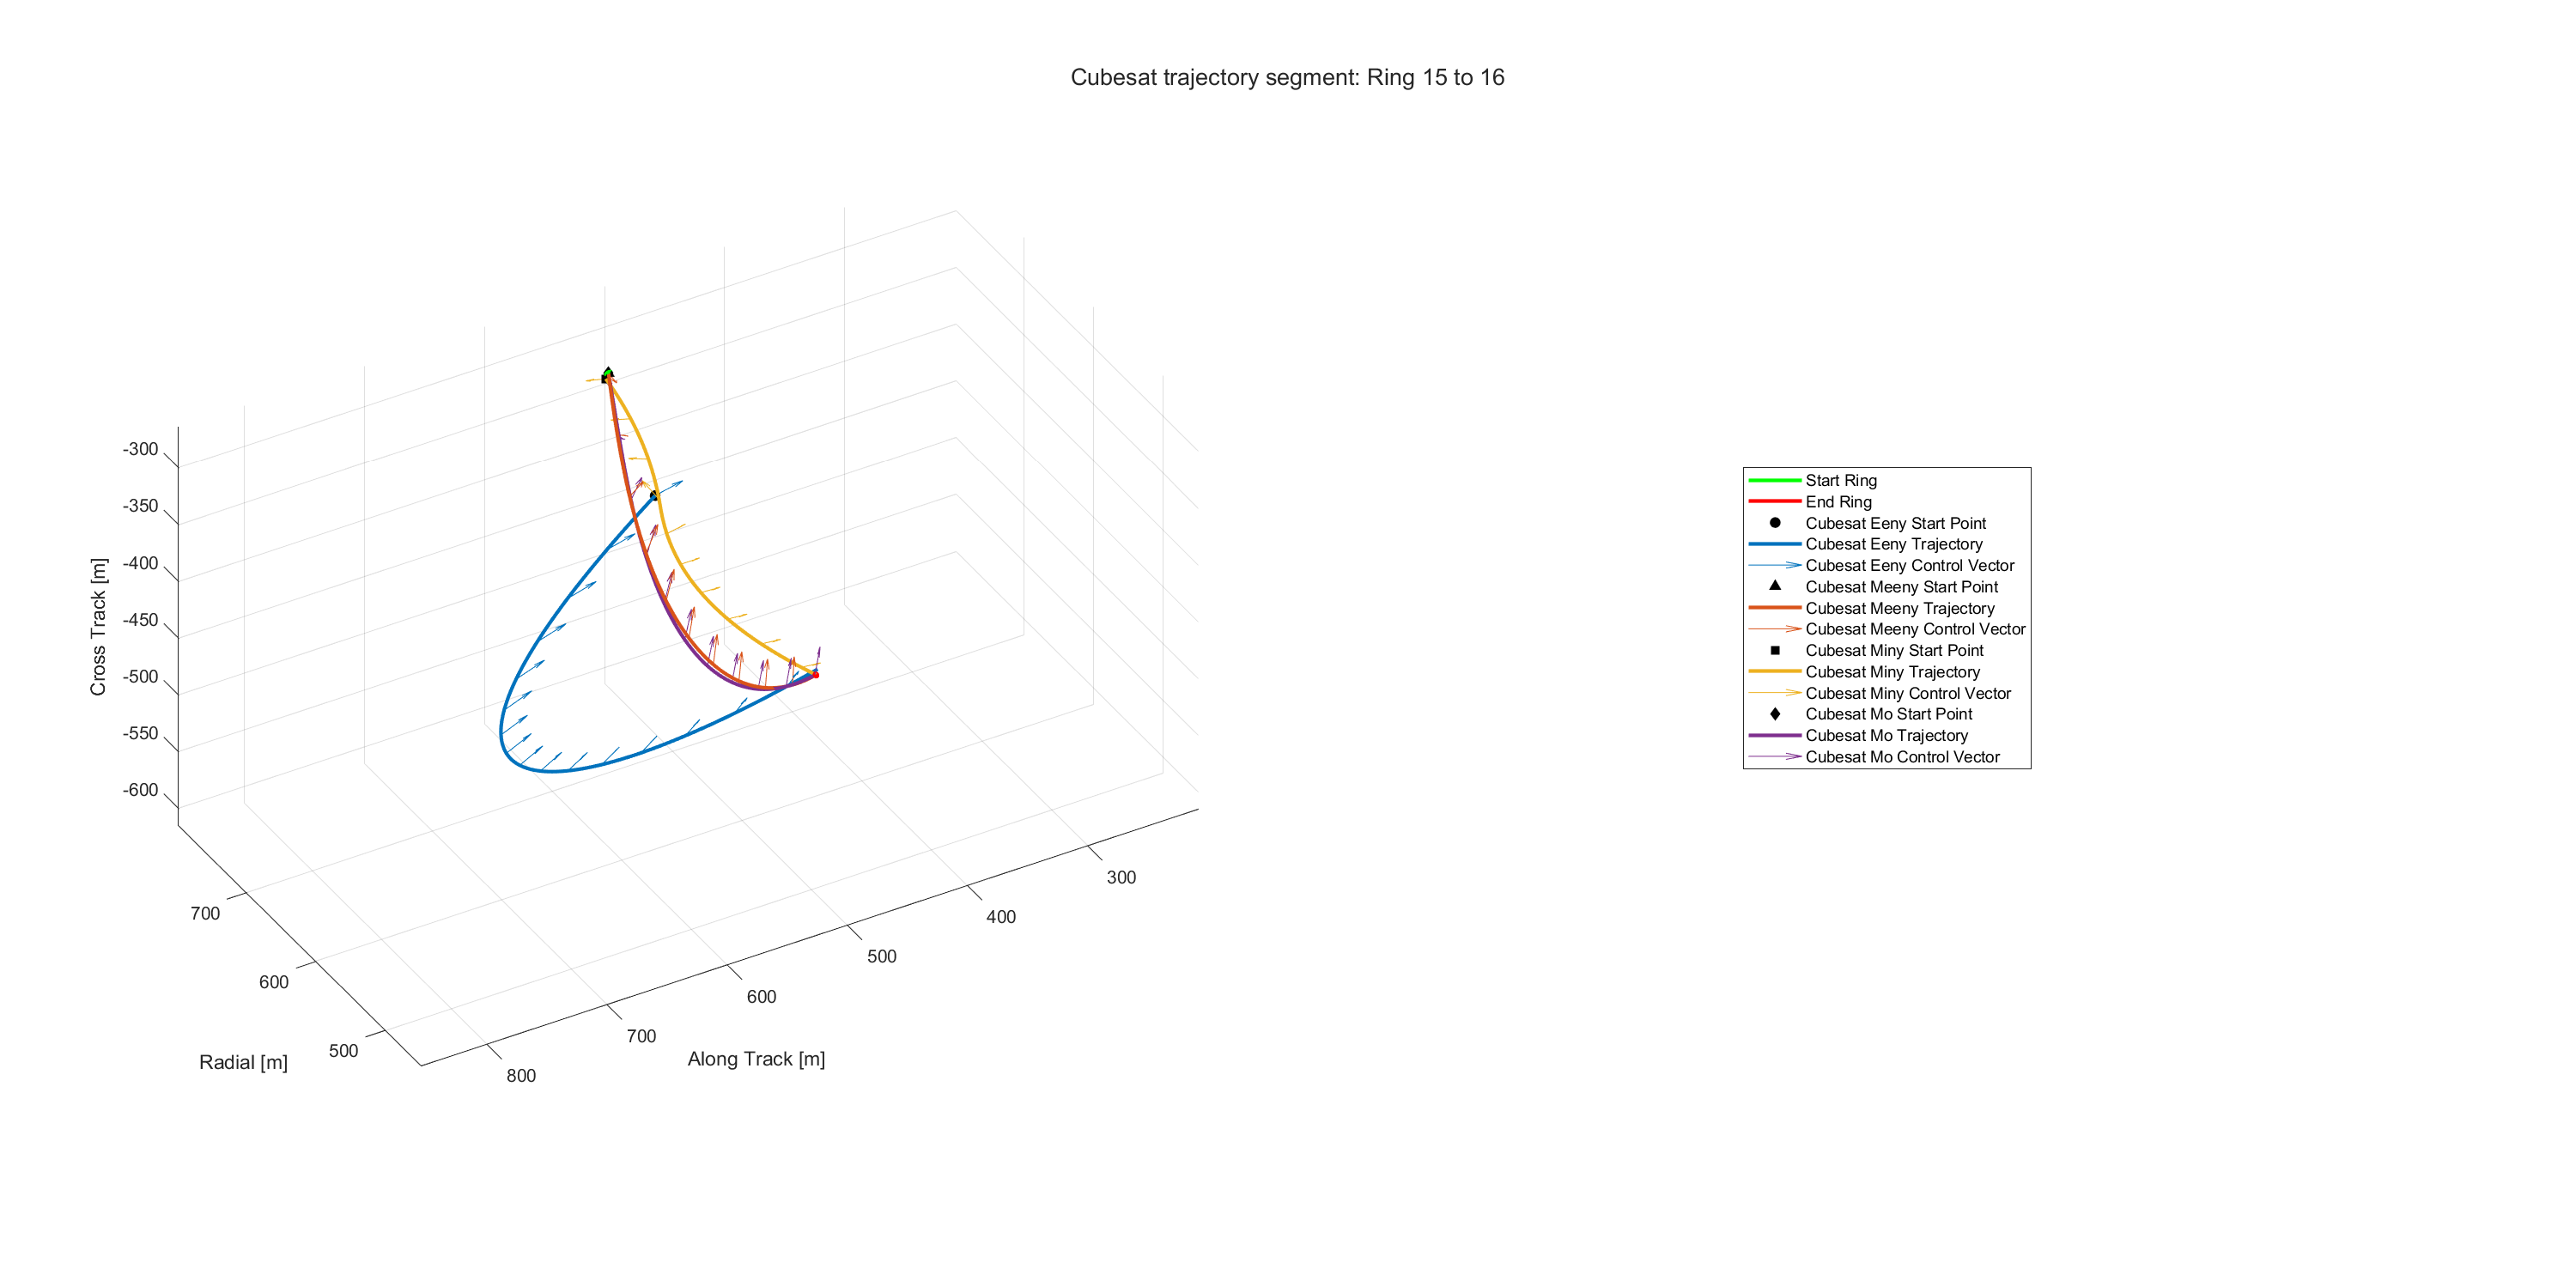 Cubesat trajectory segment: Ring 15 to 16
-300
-350
-400
-450
-500
-550
-600
Cross Track [m]
700
600
500
Radial [m]
800
700
600
500
400
300
Along Track [m]
Start Ring
End Ring
Cubesat Eeny Start Point
Cubesat Eeny Trajectory
Cubesat Eeny Control Vector
Cubesat Meeny Start Point
Cubesat Meeny Trajectory
Cubesat Meeny Control Vector
Cubesat Miny Start Point
Cubesat Miny Trajectory
Cubesat Miny Control Vector
Cubesat Mo Start Point
Cubesat Mo Trajectory
Cubesat Mo Control Vector